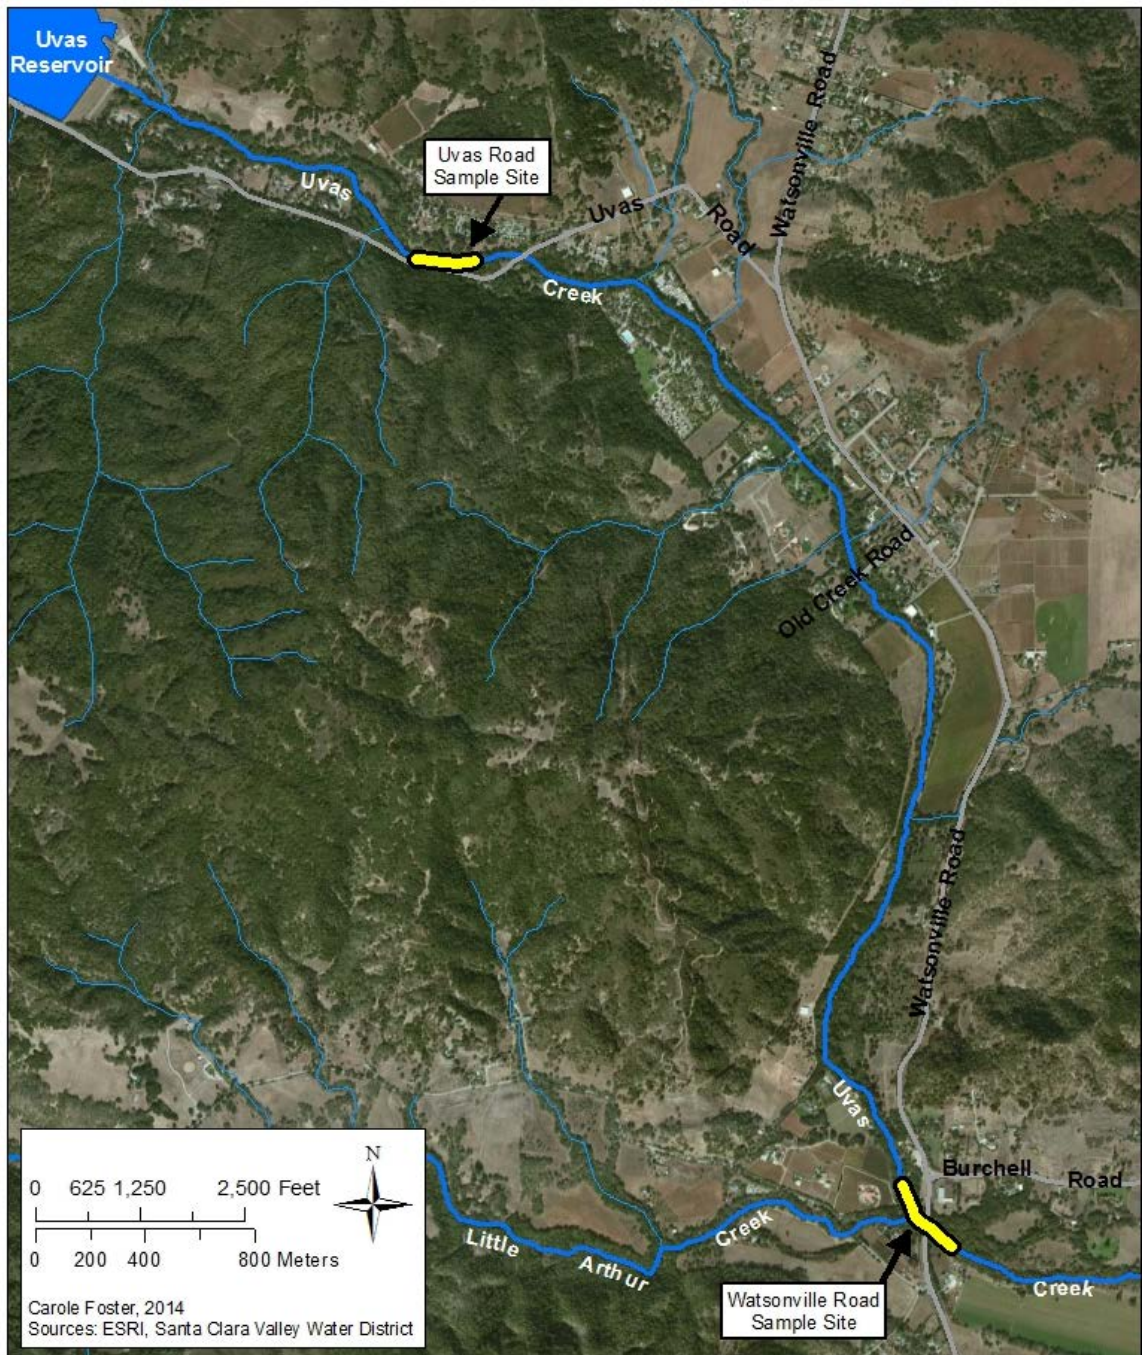 Uvas
Reservoir
Uvas Road
Sample Site
Uvas
Creek
Uvas
Road
Watsonville Road
Old Creek Road
Watsonville Road
Uvas
Burchell Road
Creek
Little
Arthur
Creek
Watsonville Road
Sample Site
N
0 625 1,250 2,500 Feet
0 200 400 800 Meters
Carole Foster, 2014
Sources: ESRI, Santa Clara Valley Water District